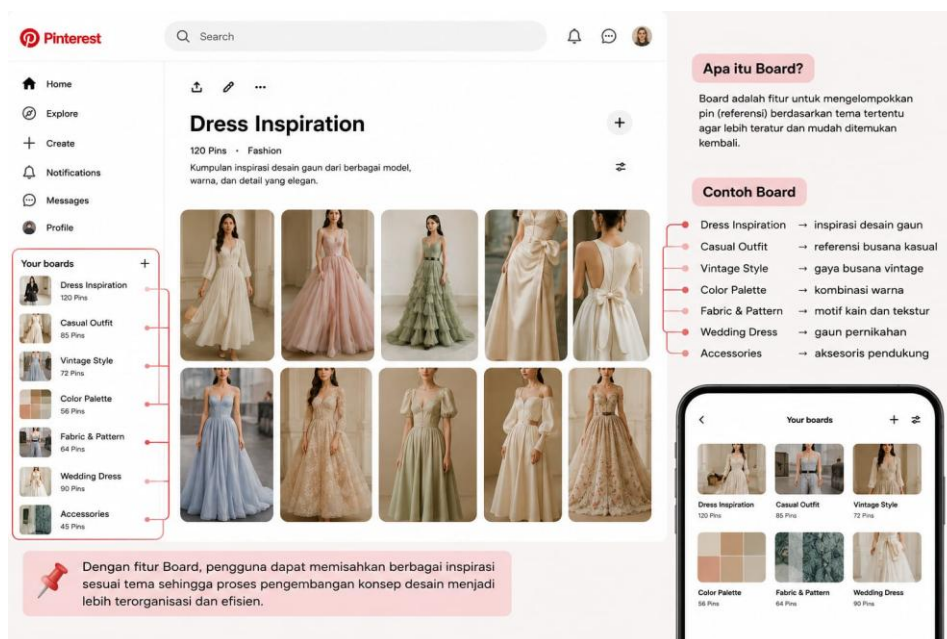 Pinterest
Search
Home
Explore
Create
Notifications
Messages
Profile
Your boards
Dress Inspiration
120 Pins
Casual Outfit
85 Pins
Vintage Style
72 Pins
Color Palette
56 Pins
Fabric & Pattern
64 Pins
Wedding Dress
90 Pins
Accessories
45 Pins
Dress Inspiration
120 Pins · Fashion
Kumpulan inspirasi desain gaun dari berbagai model,
warna, dan detail yang elegan.
Apa itu Board?
Board adalah fitur untuk mengelompokkan
pin (referensi) berdasarkan tema tertentu
agar lebih teratur dan mudah ditemukan
kembali.
Contoh Board
Dress Inspiration → inspirasi desain gaun
Casual Outfit → referensi busana kasual
Vintage Style → gaya busana vintage
Color Palette → kombinasi warna
Fabric & Pattern → motif kain dan tekstur
Wedding Dress → gaun pernikahan
Accessories → aksesoris pendukung
Your boards
Dress Inspiration Casual Outfit Vintage Style
120 Pins 85 Pins 72 Pins
Color Palette Fabric & Pattern Wedding Dress
56 Pins 64 Pins 90 Pins
Dengan fitur Board, pengguna dapat memisahkan berbagai inspirasi
sesuai tema sehingga proses pengembangan konsep desain menjadi
lebih terorganisasi dan efisien.